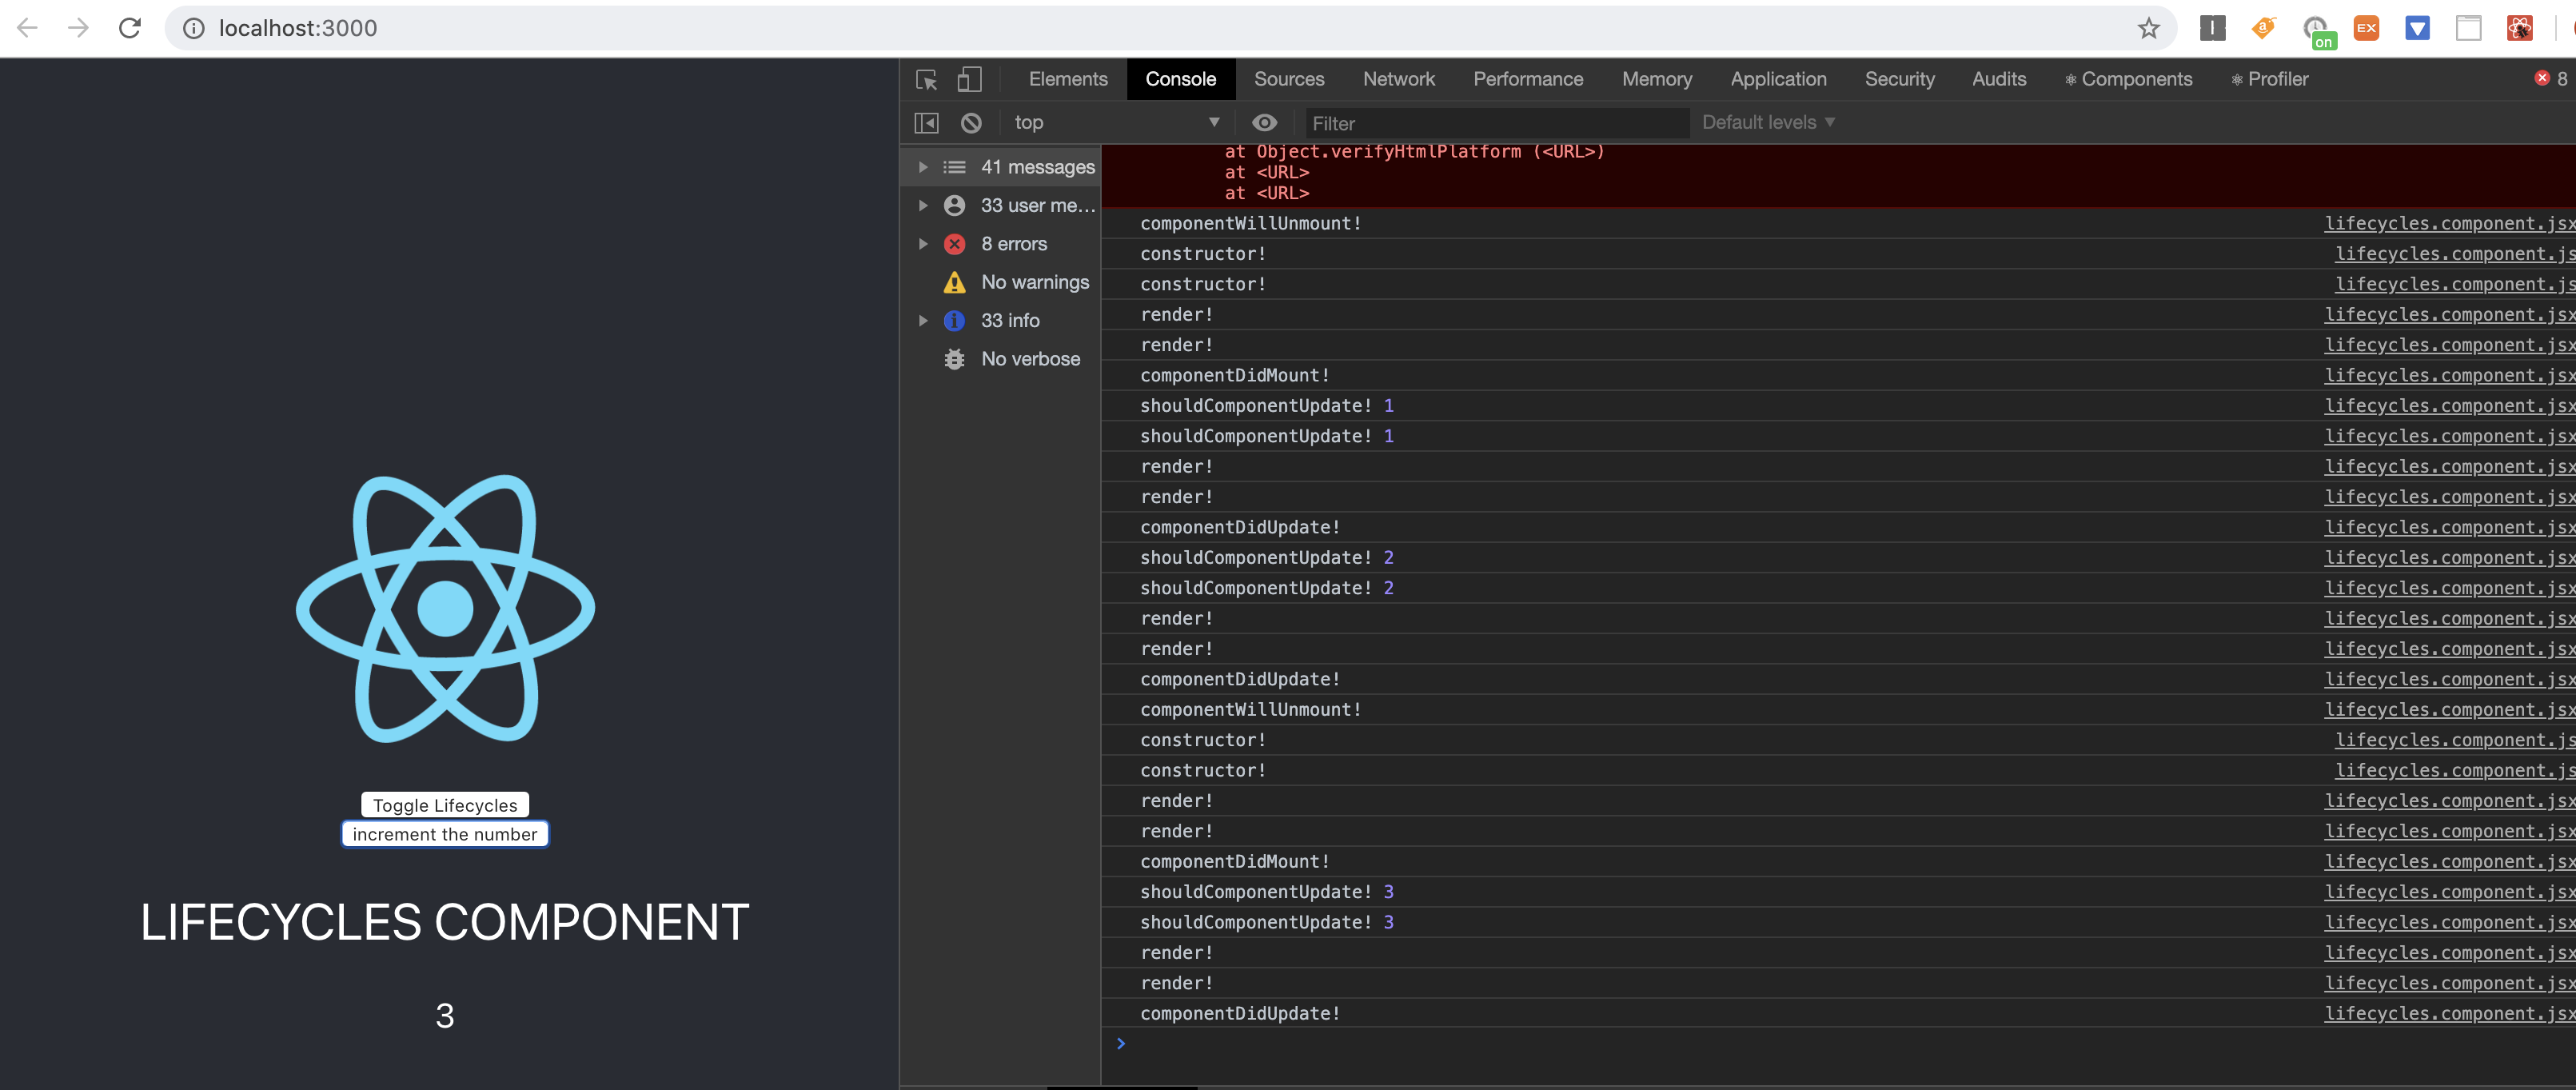 localhost:3000
on
EX
Elements Console Sources Network Performance Memory Application Security Audits ⚛ Components ⚛ Profiler 8
top ▼ Filter Default levels ▼
41 messages
33 user me…
8 errors
No warnings
33 info
No verbose
at Object.verifyHtmlPlatform (<URL>)
at <URL>
at <URL>
componentWillUnmount! lifecycles.component.jsx
constructor! lifecycles.component.js
constructor! lifecycles.component.js
render! lifecycles.component.jsx
render! lifecycles.component.jsx
componentDidMount! lifecycles.component.jsx
shouldComponentUpdate! 1 lifecycles.component.jsx
shouldComponentUpdate! 1 lifecycles.component.jsx
render! lifecycles.component.jsx
render! lifecycles.component.jsx
componentDidUpdate! lifecycles.component.jsx
shouldComponentUpdate! 2 lifecycles.component.jsx
shouldComponentUpdate! 2 lifecycles.component.jsx
render! lifecycles.component.jsx
render! lifecycles.component.jsx
componentDidUpdate! lifecycles.component.jsx
componentWillUnmount! lifecycles.component.jsx
constructor! lifecycles.component.js
constructor! lifecycles.component.js
render! lifecycles.component.jsx
render! lifecycles.component.jsx
componentDidMount! lifecycles.component.jsx
shouldComponentUpdate! 3 lifecycles.component.jsx
shouldComponentUpdate! 3 lifecycles.component.jsx
render! lifecycles.component.jsx
render! lifecycles.component.jsx
componentDidUpdate! lifecycles.component.jsx
Toggle Lifecycles
increment the number
LIFECYCLES COMPONENT
3